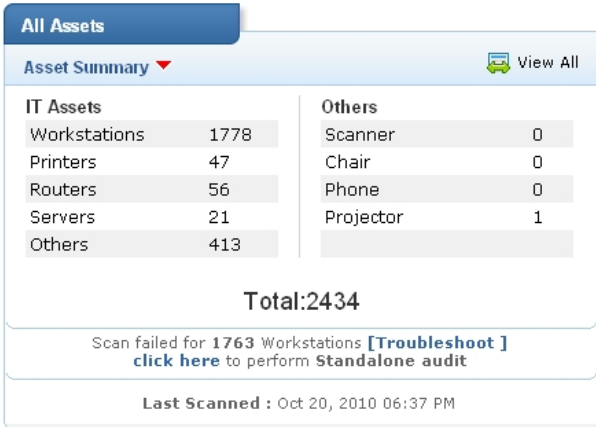 All Assets
Asset Summary
View All
IT Assets
Workstations 1778
Printers 47
Routers 56
Servers 21
Others 413
Others
Scanner 0
Chair 0
Phone 0
Projector 1
Total:2434
Scan failed for 1763 Workstations [Troubleshoot ]
click here to perform Standalone audit
Last Scanned : Oct 20, 2010 06:37 PM